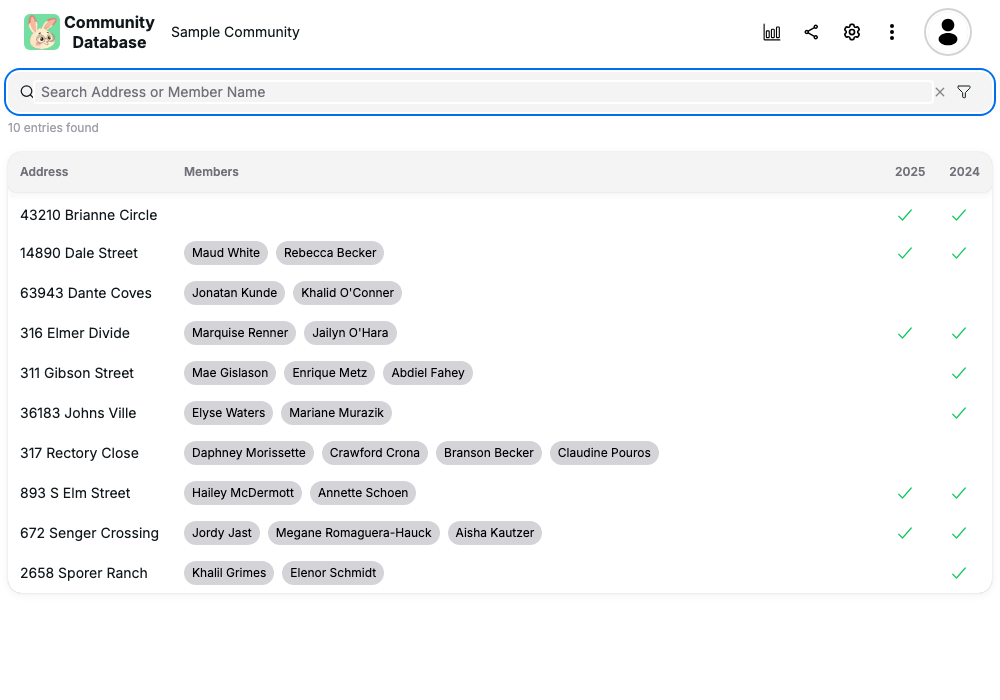 Community
Database
Sample Community
Search Address or Member Name
10 entries found
Address Members 2025 2024
43210 Brianne Circle
14890 Dale Street Maud White Rebecca Becker
63943 Dante Coves Jonatan Kunde Khalid O'Conner
316 Elmer Divide Marquise Renner Jailyn O'Hara
311 Gibson Street Mae Gislason Enrique Metz Abdiel Fahey
36183 Johns Ville Elyse Waters Mariane Murazik
317 Rectory Close Daphney Morissette Crawford Crona Branson Becker Claudine Pouros
893 S Elm Street Hailey McDermott Annette Schoen
672 Senger Crossing Jordy Jast Megane Romaguera-Hauck Aisha Kautzer
2658 Sporer Ranch Khalil Grimes Elenor Schmidt